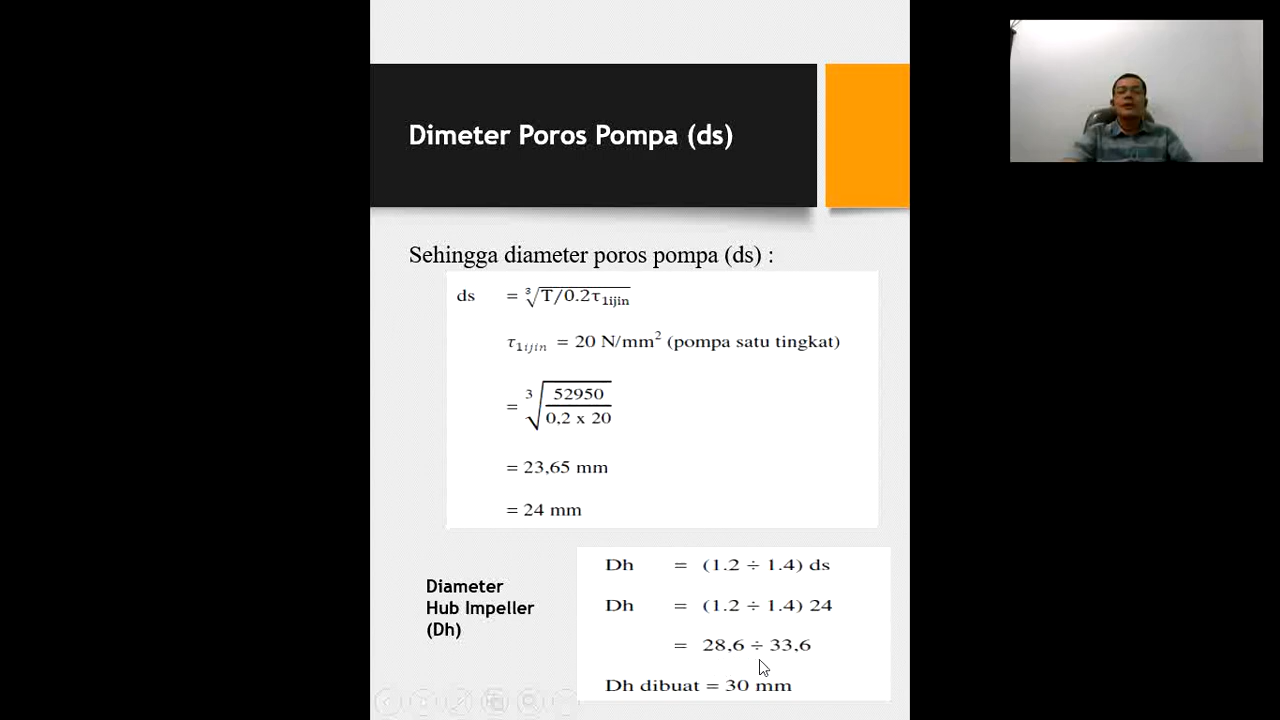 Dimeter Poros Pompa (ds)
Sehingga diameter poros pompa (ds) :
ds = ∛T/0.2τ₁ijin
τ₁ijin = 20 N/mm² (pompa satu tingkat)
= ∛52950 / 0,2 x 20
= 23,65 mm
= 24 mm
Diameter
Hub Impeller
(Dh)
Dh = (1.2 ÷ 1.4) ds
Dh = (1.2 ÷ 1.4) 24
= 28,6 ÷ 33,6
Dh dibuat = 30 mm